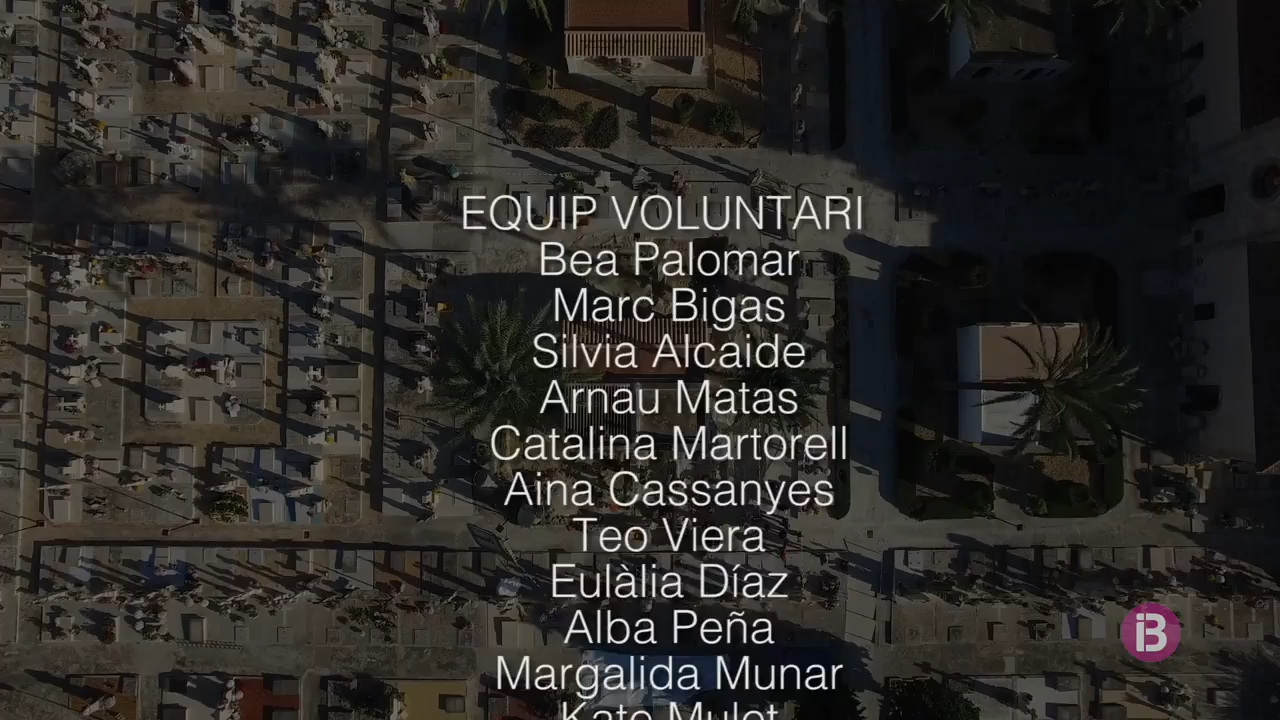 EQUIP VOLUNTARI
Bea Palomar
Marc Bigas
Silvia Alcaide
Arnau Matas
Catalina Martorell
Aina Cassanyes
Teo Viera
Eulàlia Díaz
Alba Peña
Margalida Munar
iB